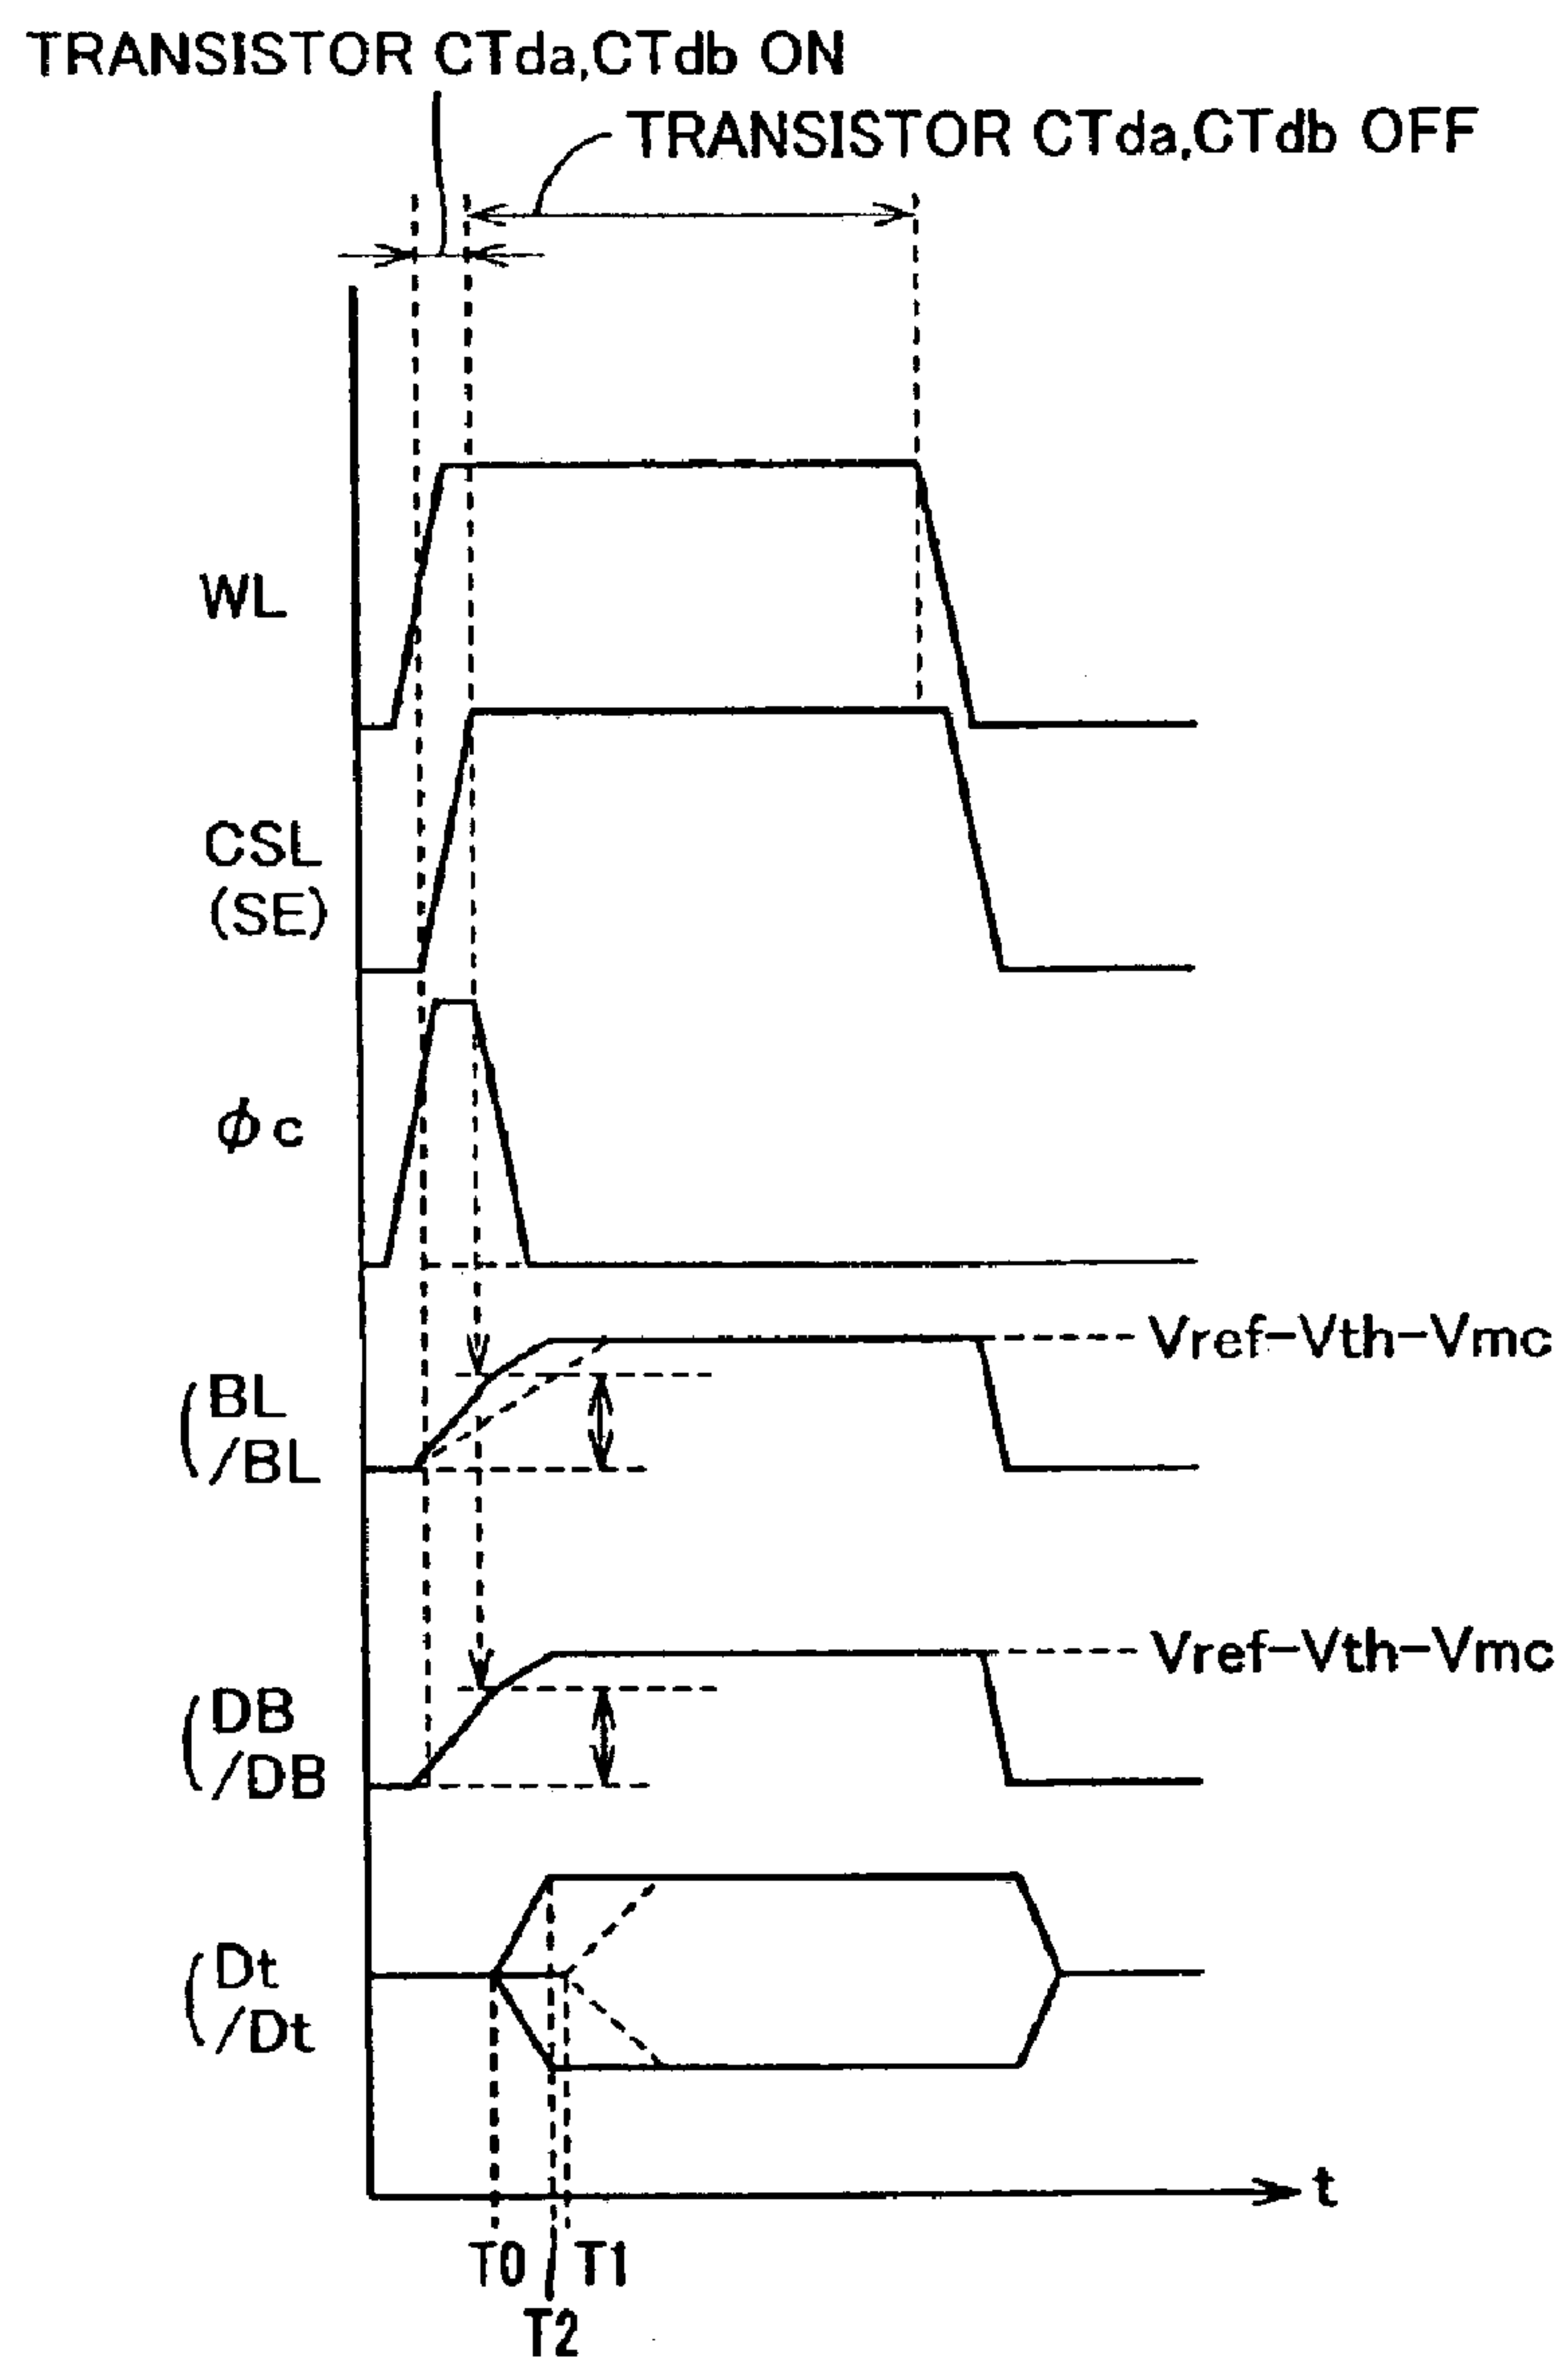 TRANSISTOR CTda,CTdb ON
TRANSISTOR CTda,CTdb OFF
WL
CSL
(SE)
ϕc
Vref-Vth-Vmc
(BL
/BL
Vref-Vth-Vmc
(DB
/DB
(Dt
/Dt
t
T0
T1
T2